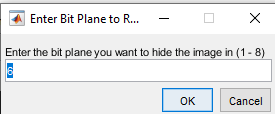 Enter Bit Plane to R...
Enter the bit plane you want to hide the image in (1 - 8)
6
OK
Cancel